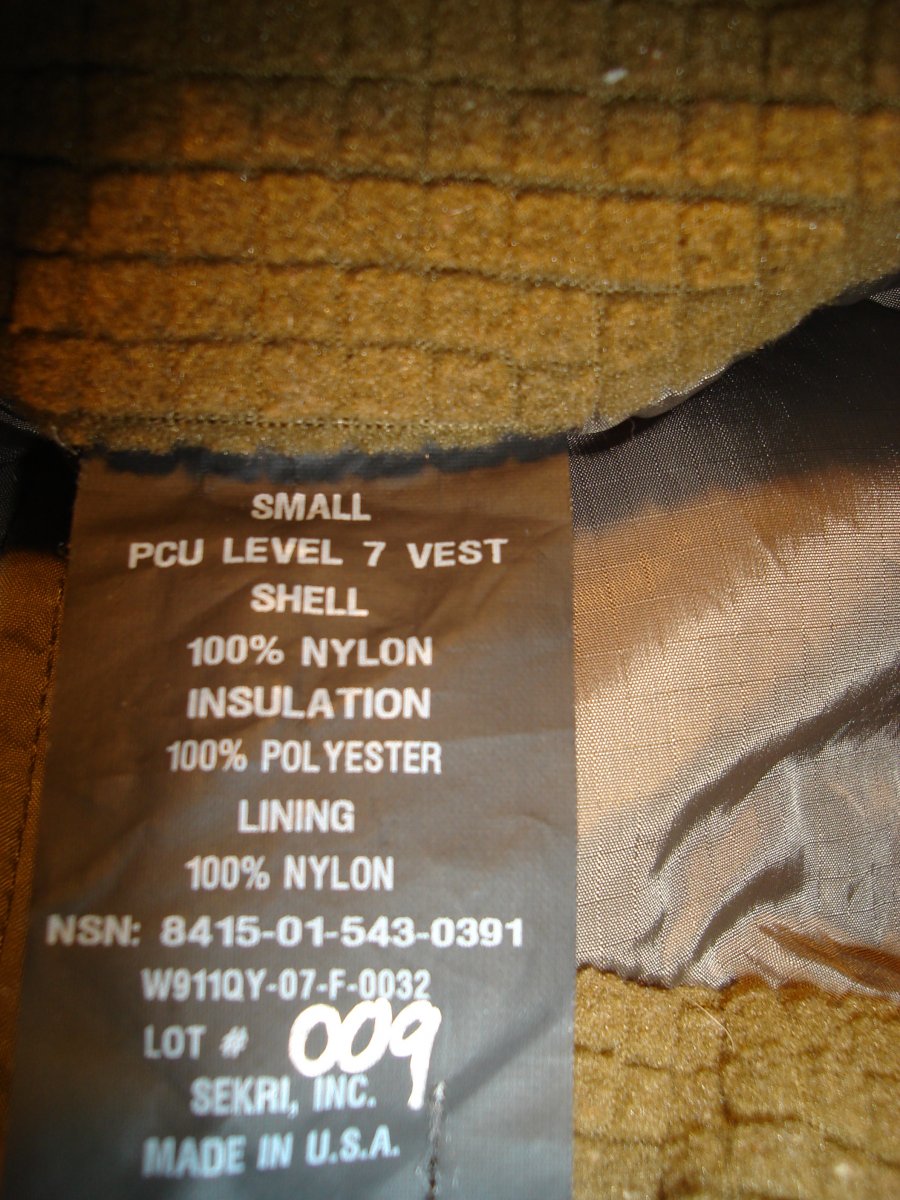 SMALL
PCU LEVEL 7 VEST
SHELL
100% NYLON
INSULATION
100% POLYESTER
LINING
100% NYLON
NSN: 8415-01-543-0391
W911QY-07-F-0032
LOT # 009
SEKRI, INC.
MADE IN U.S.A.